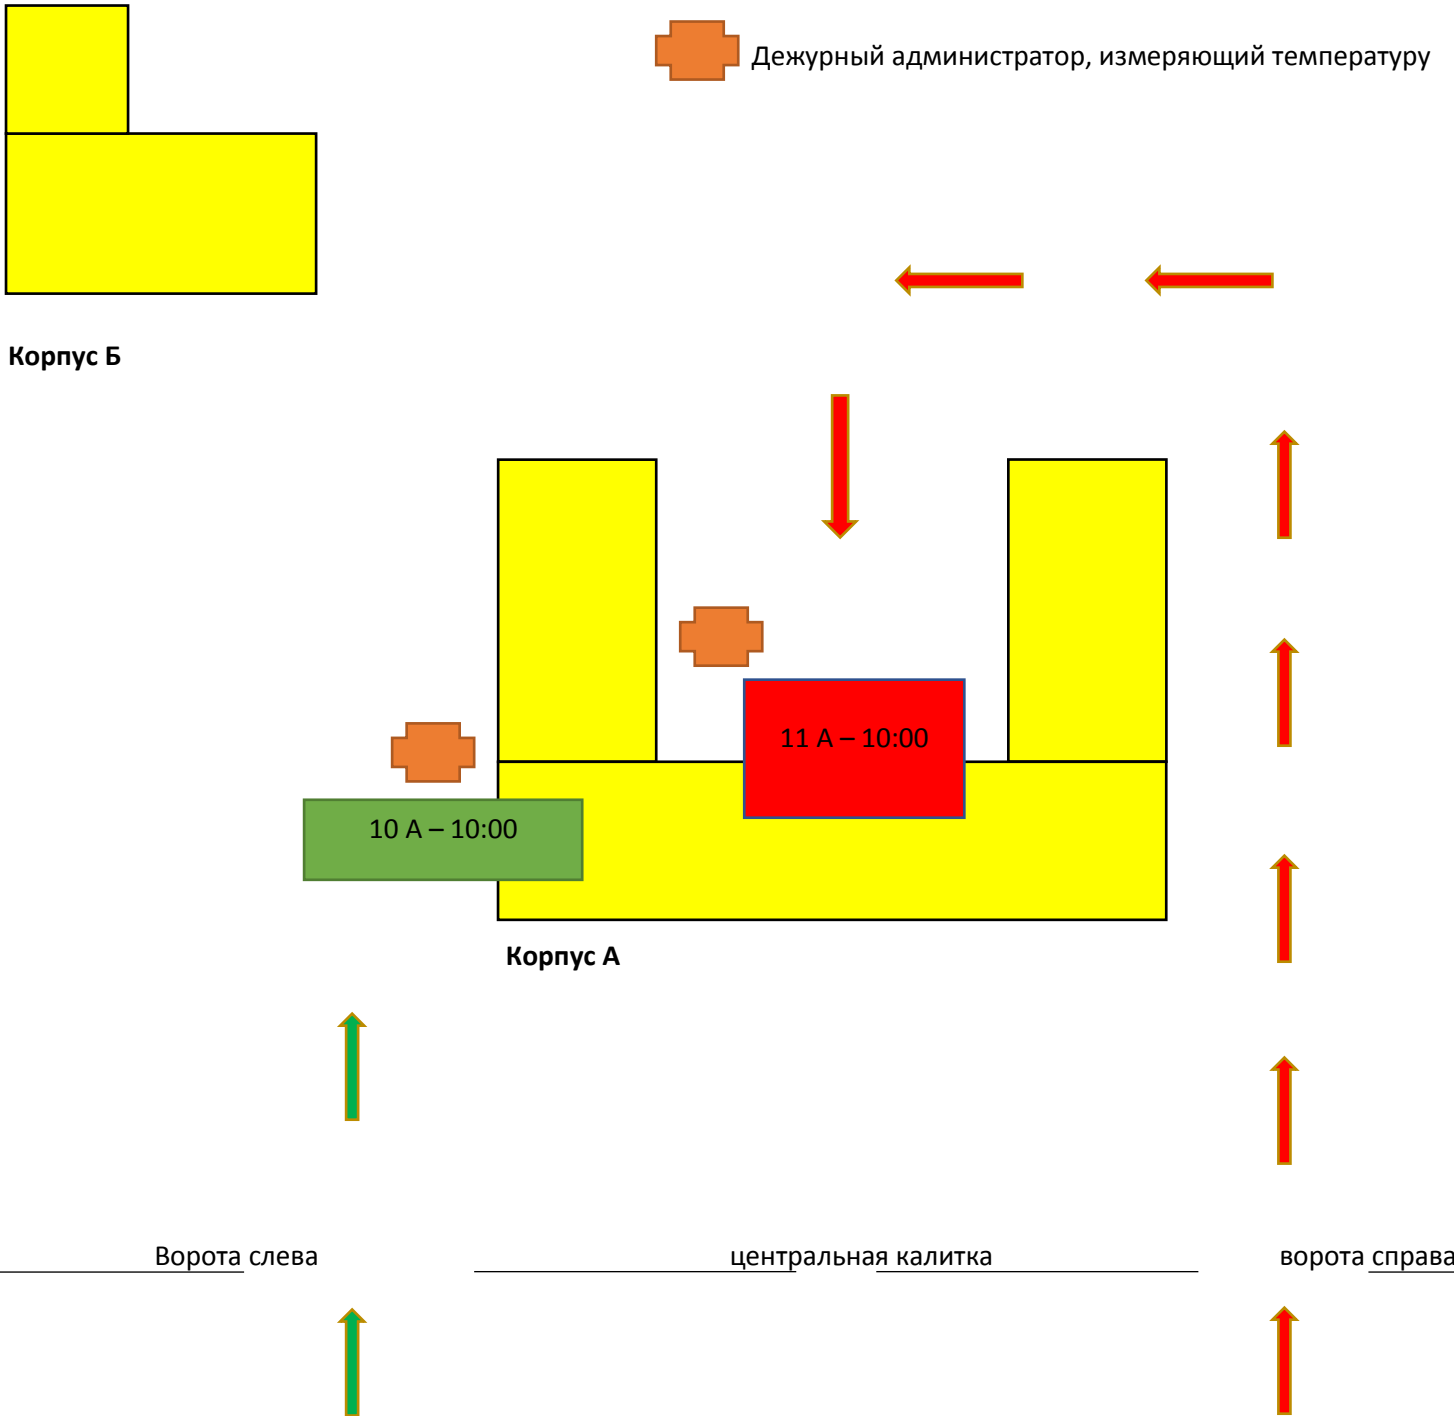 Дежурный администратор, измеряющий температуру
Корпус Б
11 А – 10:00
10 А – 10:00
Корпус А
Ворота слева
центральная калитка
ворота справа